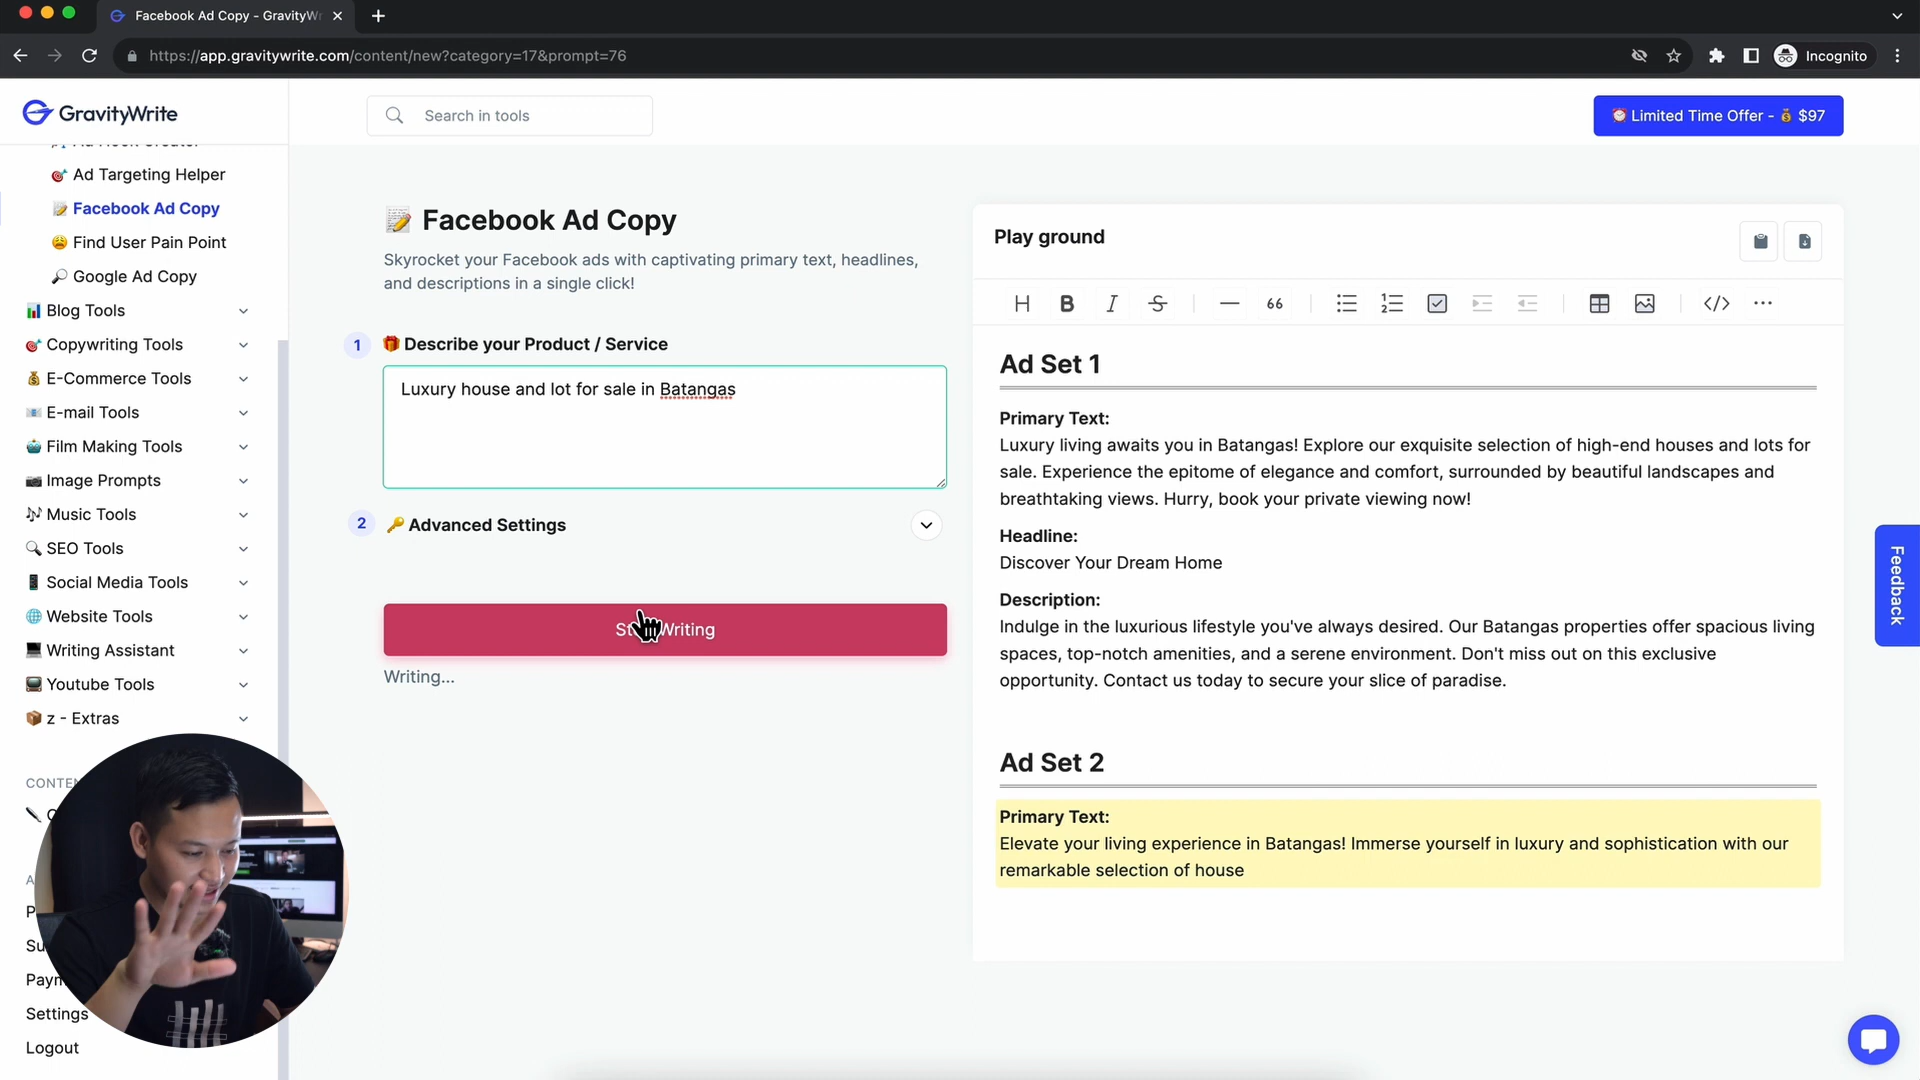 Facebook Ad Copy - GravityWr
https://app.gravitywrite.com/content/new?category=17&prompt=76
Incognito
GravityWrite
Search in tools
⏰ Limited Time Offer - 💰 $97
Ad Targeting Helper
Facebook Ad Copy
Find User Pain Point
Google Ad Copy
Blog Tools
Copywriting Tools
E-Commerce Tools
E-mail Tools
Film Making Tools
Image Prompts
Music Tools
SEO Tools
Social Media Tools
Website Tools
Writing Assistant
Youtube Tools
z - Extras
Settings
Logout
Facebook Ad Copy
Skyrocket your Facebook ads with captivating primary text, headlines,
and descriptions in a single click!
1 Describe your Product / Service
Luxury house and lot for sale in Batangas
2 Advanced Settings
Writing
Writing...
Play ground
H B I S 66
Ad Set 1
Primary Text:
Luxury living awaits you in Batangas! Explore our exquisite selection of high-end houses and lots for
sale. Experience the epitome of elegance and comfort, surrounded by beautiful landscapes and
breathtaking views. Hurry, book your private viewing now!
Headline:
Discover Your Dream Home
Description:
Indulge in the luxurious lifestyle you've always desired. Our Batangas properties offer spacious living
spaces, top-notch amenities, and a serene environment. Don't miss out on this exclusive
opportunity. Contact us today to secure your slice of paradise.
Ad Set 2
Primary Text:
Elevate your living experience in Batangas! Immerse yourself in luxury and sophistication with our
remarkable selection of house
Feedback